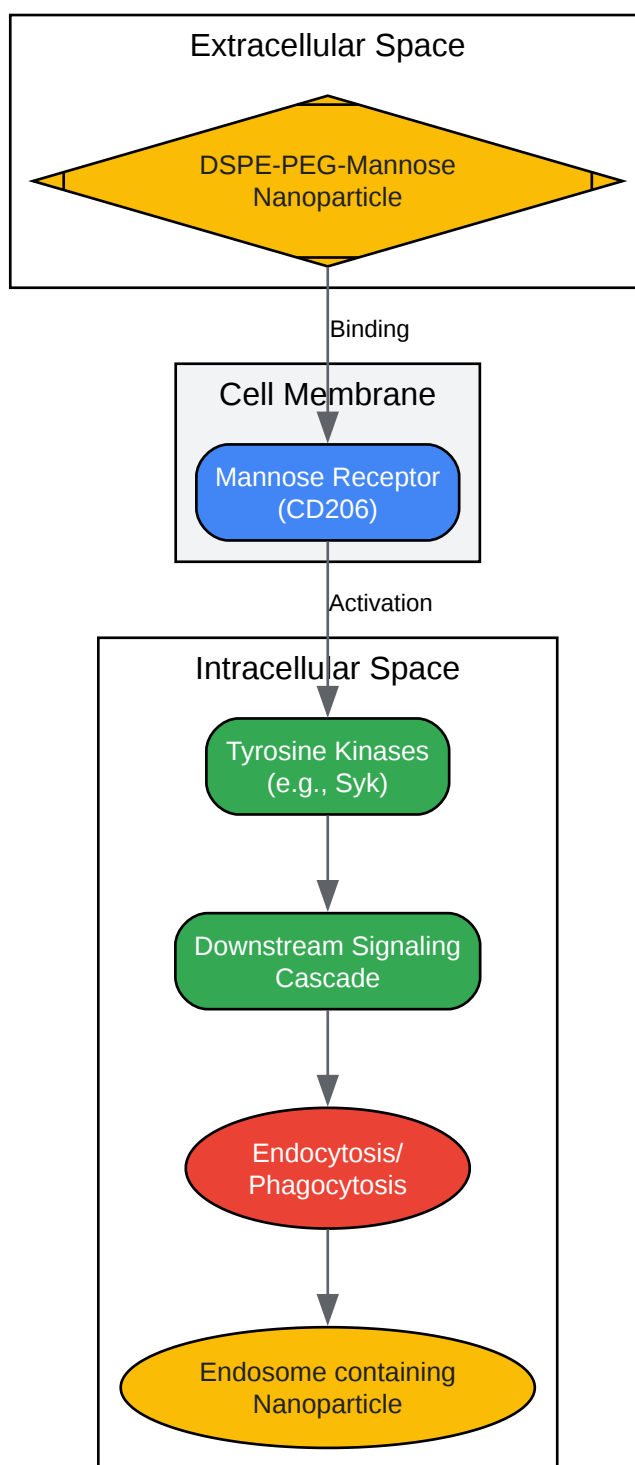 Extracellular Space
DSPE-PEG-Mannose
Nanoparticle
Binding
Cell Membrane
Mannose Receptor
(CD206)
Activation
Intracellular Space
Tyrosine Kinases
(e.g., Syk)
Downstream Signaling
Cascade
Endocytosis/
Phagocytosis
Endosome containing
Nanoparticle